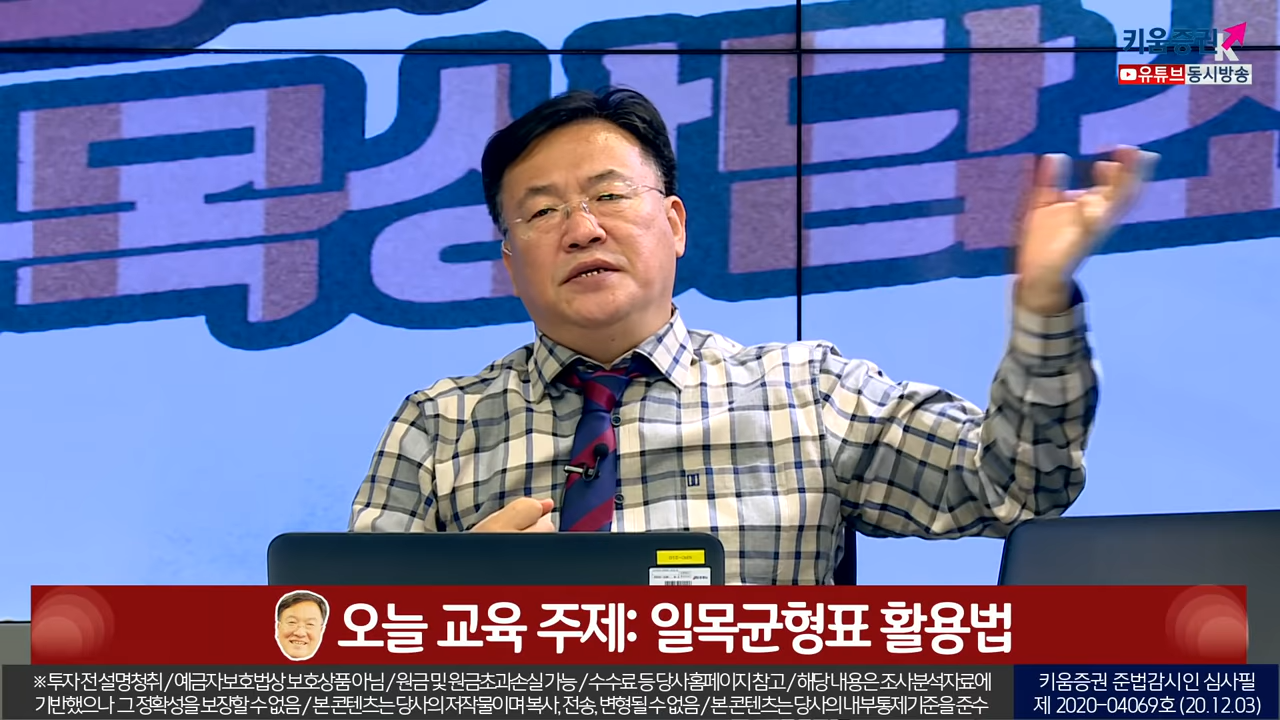 키움증권
유튜브동시방송
목상담소
오늘 교육 주제: 일목균형표 활용법
※ 투자 전 설명청취 / 예금자보호법상 보호상품 아님 / 원금 및 원금초과손실 가능 / 수수료 등 당사 홈페이지 참고 / 해당 내용은 조사분석자료에
기반했으나 그 정확성을 보장할 수 없음 / 본 콘텐츠는 당사의 저작물이며 복사, 전송, 변형될 수 없음 / 본 콘텐츠는 당사의 내부통제기준을 준수
키움증권 준법감시인 심사필
제 2020-04069호 (20.12.03)